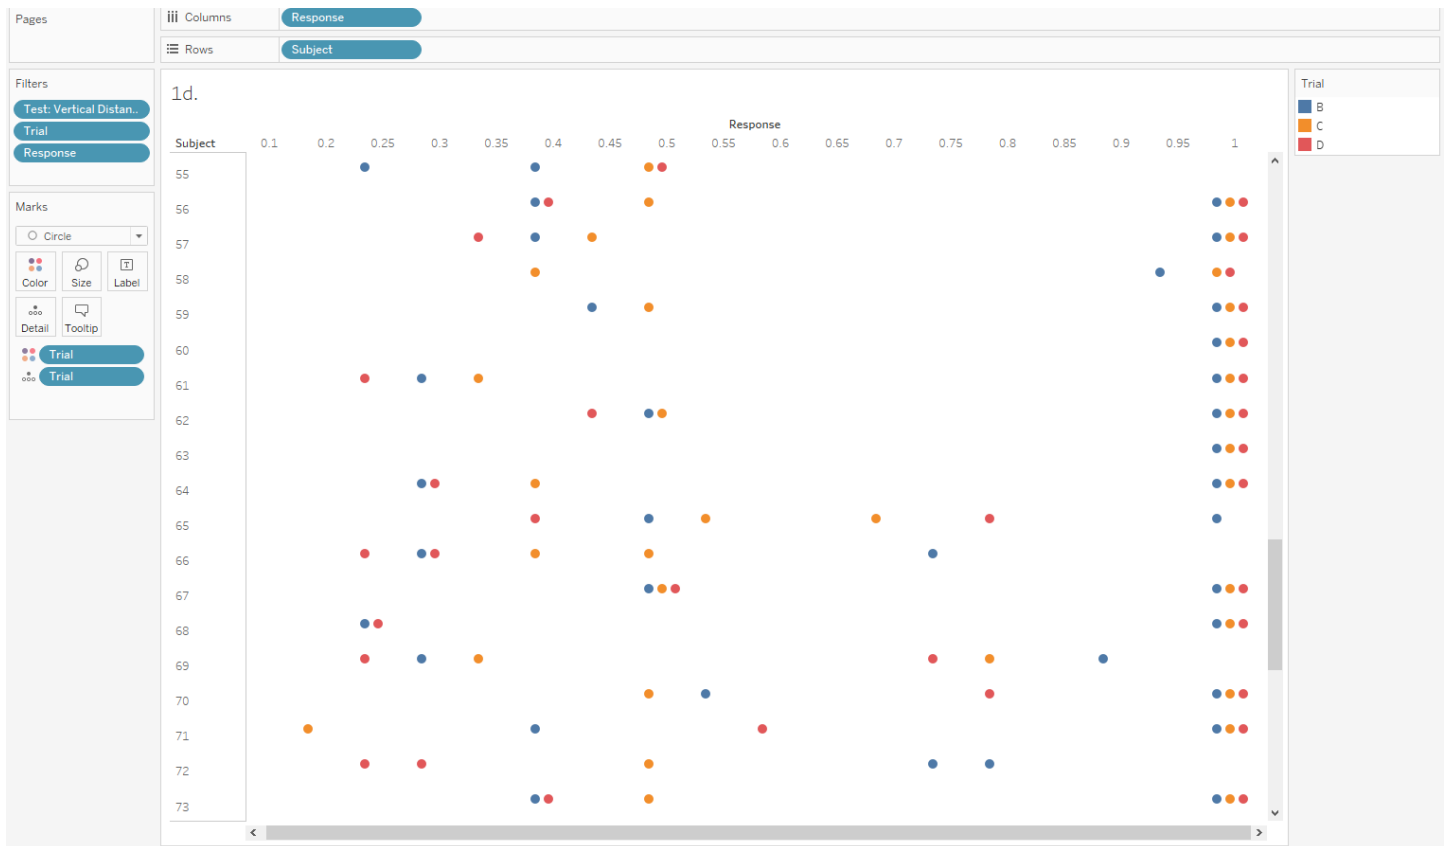 Pages
Columns
Response
Rows
Subject
Filters
Test: Vertical Distan..
Trial
Response
Marks
Circle
Color Size Label
Detail Tooltip
Trial
Trial
1d.
Response
Subject 0.1 0.2 0.25 0.3 0.35 0.4 0.45 0.5 0.55 0.6 0.65 0.7 0.75 0.8 0.85 0.9 0.95 1
55
56
57
58
59
60
61
62
63
64
65
66
67
68
69
70
71
72
73
Trial
B
C
D